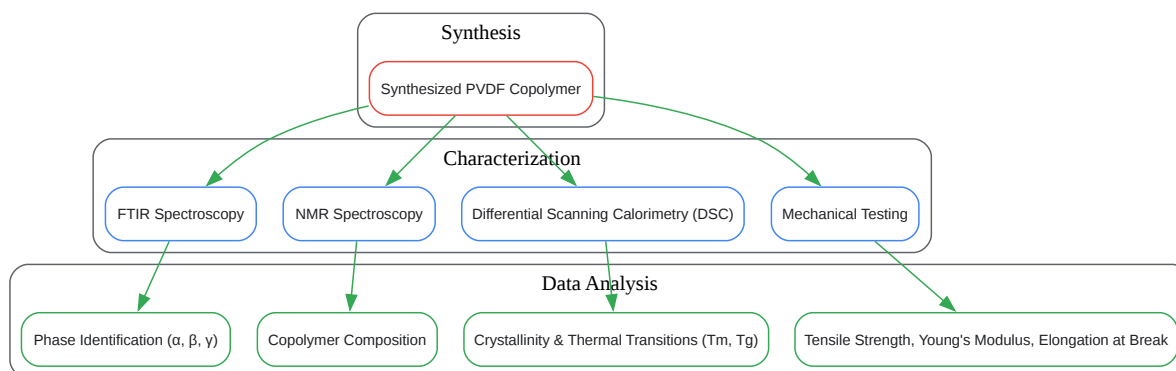 Synthesis
Synthesized PVDF Copolymer
Characterization
FTIR Spectroscopy
NMR Spectroscopy
Differential Scanning Calorimetry (DSC)
Mechanical Testing
Data Analysis
Phase Identification (α, β, γ)
Copolymer Composition
Crystallinity & Thermal Transitions (Tm, Tg)
Tensile Strength, Young's Modulus, Elongation at Break